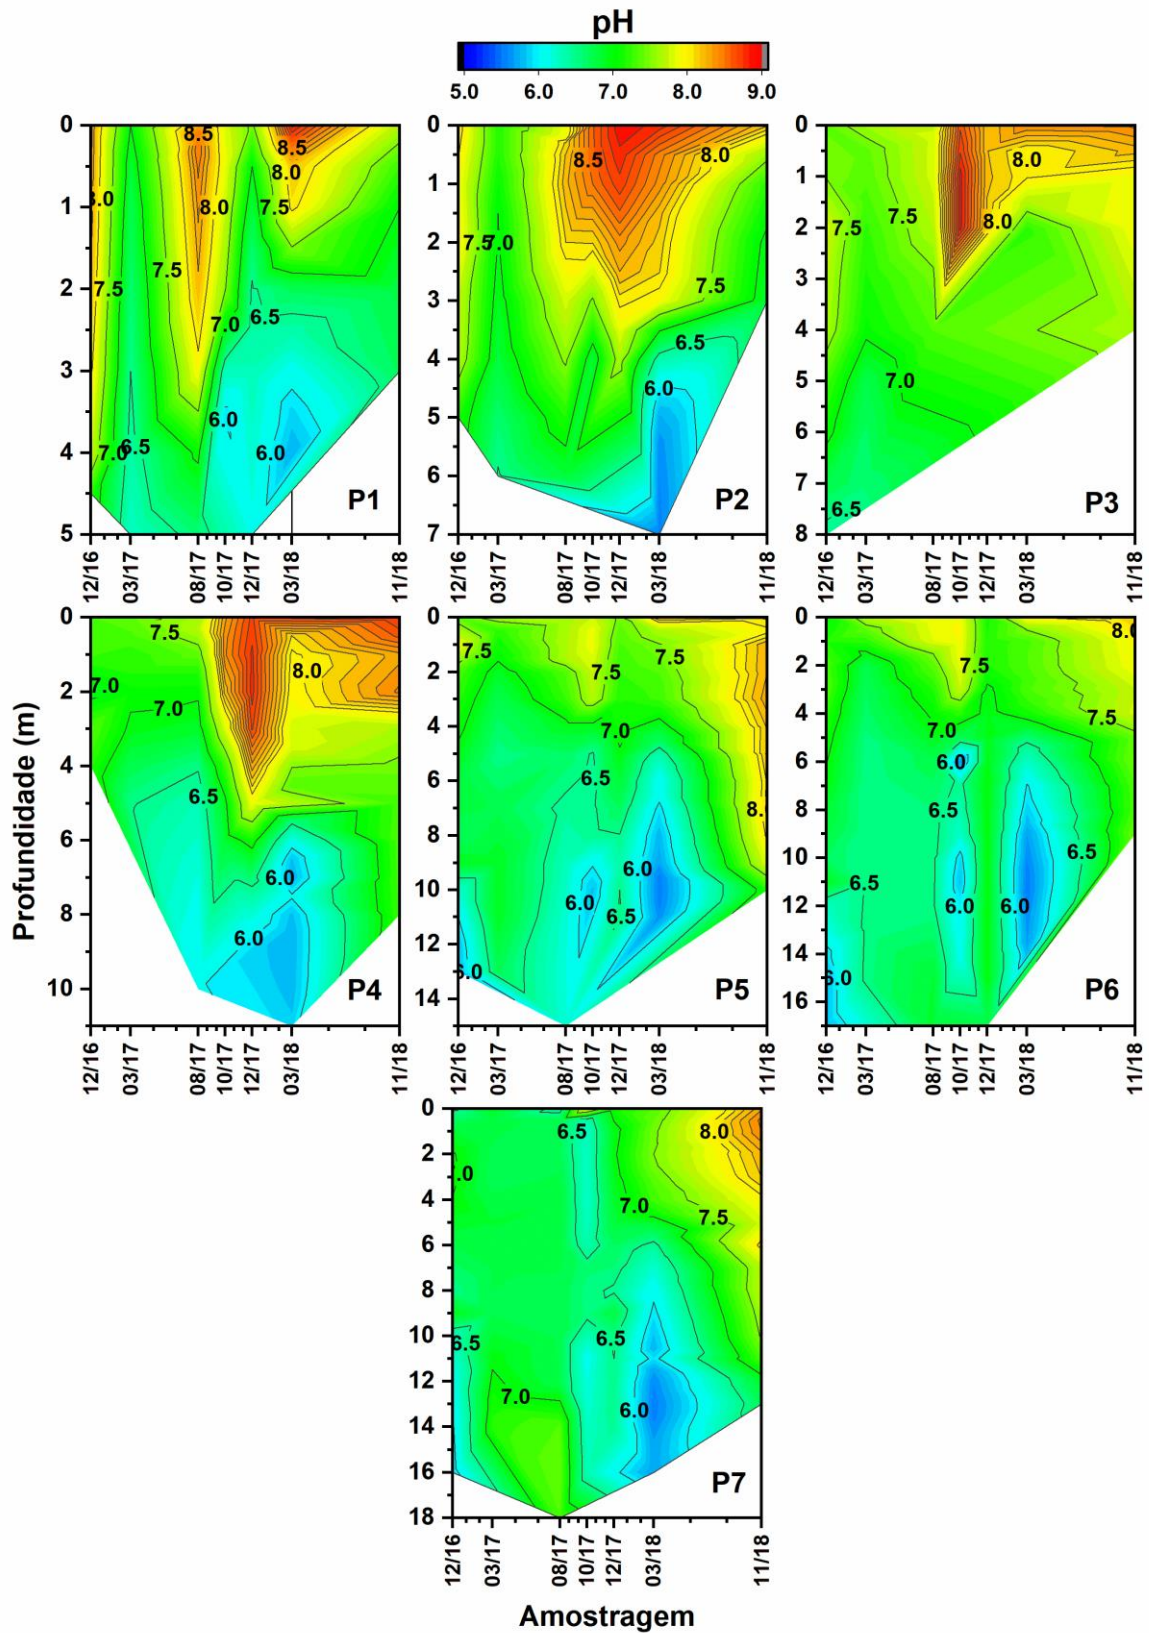 pH
5.0 6.0 7.0 8.0 9.0
0 1 2 3 4 5
8.5 8.5 8.0 8.0 8.0 7.5 7.5 7.5 7.0 6.5 6.0 7.0 6.5 6.0
P1
12/16 03/17 08/17 10/17 12/17 03/18 11/18
0 1 2 3 4 5 6 7
8.5 8.0 7.5 7.0 7.5 6.5 6.0
P2
12/16 03/17 08/17 10/17 12/17 03/18 11/18
0 1 2 3 4 5 6 7 8
8.0 7.5 7.5 8.0 7.0 6.5
P3
12/16 03/17 08/17 10/17 12/17 03/18 11/18
Profundidade (m)
0 2 4 6 8 10
7.5 8.0 7.0 7.0 6.5 6.0 6.0
P4
12/16 03/17 08/17 10/17 12/17 03/18 11/18
0 2 4 6 8 10 12 14
7.5 7.5 7.5 7.0 6.5 8. 6.0 6.0 6.5 6.0
P5
12/16 03/17 08/17 10/17 12/17 03/18 11/18
0 2 4 6 8 10 12 14 16
8.0 7.5 7.5 7.0 6.0 6.5 6.5 6.5 6.0 6.0 6.0
P6
12/16 03/17 08/17 10/17 12/17 03/18 11/18
0 2 4 6 8 10 12 14 16 18
6.5 8.0 .0 7.0 7.5 6.5 6.5 7.0 6.0
P7
12/16 03/17 08/17 10/17 12/17 03/18 11/18
Amostragem